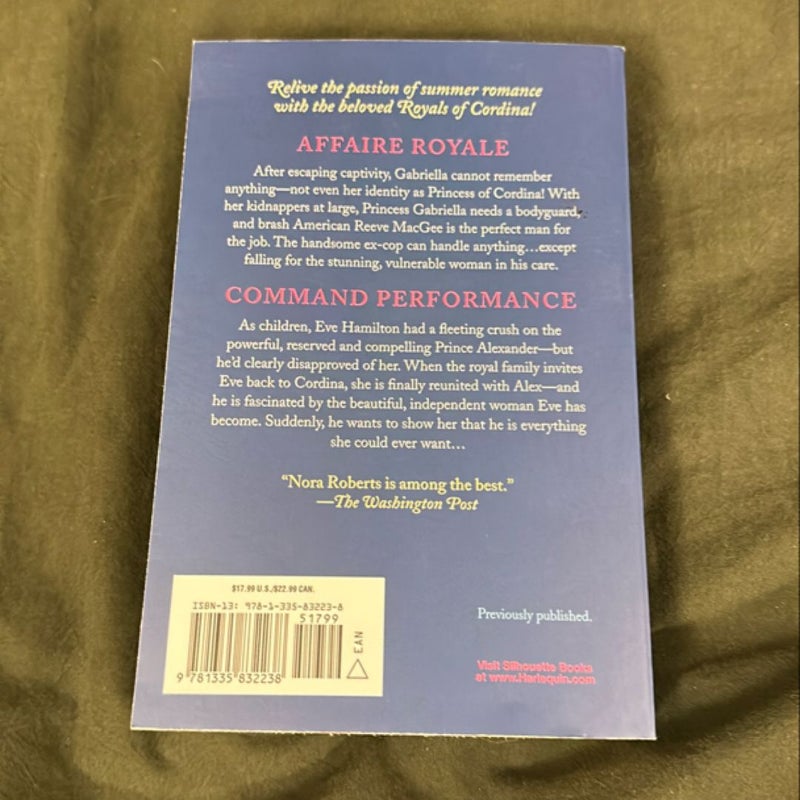 Relive the passion of summer romance
with the beloved Royals of Cordina!
AFFAIRE ROYALE
After escaping captivity, Gabriella cannot remember
anything—not even her identity as Princess of Cordina! With
her kidnappers at large, Princess Gabriella needs a bodyguard,
and brash American Reeve MacGee is the perfect man for
the job. The handsome ex-cop can handle anything…except
falling for the stunning, vulnerable woman in his care.
COMMAND PERFORMANCE
As children, Eve Hamilton had a fleeting crush on the
powerful, reserved and compelling Prince Alexander—but
he'd clearly disapproved of her. When the royal family invites
Eve back to Cordina, she is finally reunited with Alex—and
he is fascinated by the beautiful, independent woman Eve has
become. Suddenly, he wants to show her that he is everything
she could ever want…
“Nora Roberts is among the best.”
—The Washington Post
$17.99 U.S./$22.99 CAN.
ISBN-13: 978-1-335-83223-8
51799
EAN
9 781335 832238
Previously published.
Visit Silhouette Books
at www.Harlequin.com